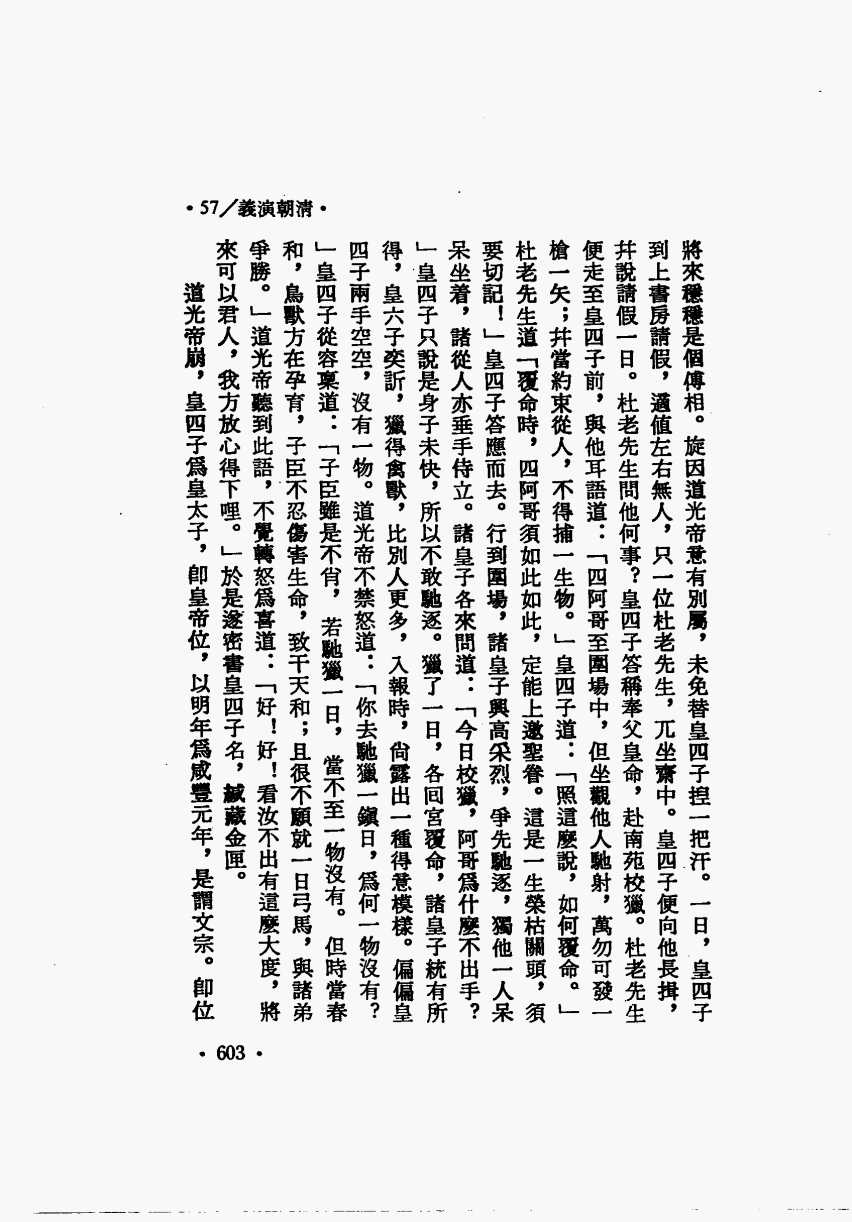 •57／義演朝淸•
將來穩穩是個傅相。旋因道光帝意有別屬，未免替皇四子揑一把汗。一日，皇四子
到上書房請假，適値左右無人，只一位杜老先生，兀坐齋中。皇四子便向他長揖，
幷說請假一日。杜老先生問他何事？皇四子答稱奉父皇命，赴南苑校獵。杜老先生
便走至皇四子前，與他耳語道：「四阿哥至圍場中，但坐觀他人馳射，萬勿可發一
槍一矢；幷當約束從人，不得捕一生物。」皇四子道：「照這麼說，如何覆命。」
杜老先生道「覆命時，四阿哥須如此如此，定能上邀聖眷。這是一生榮枯關頭，須
要切記！」皇四子答應而去。行到圍場，諸皇子興高采烈，爭先馳逐，獨他一人呆
呆坐着，諸從人亦垂手侍立。諸皇子各來問道：「今日校獵，阿哥爲什麼不出手？
」皇四子只說是身子未快，所以不敢馳逐。獵了一日，各囘宮覆命，諸皇子統有所
得，皇六子奕訢，獵得禽獸，比別人更多，入報時，尙露出一種得意模樣。偏偏皇
四子兩手空空，沒有一物。道光帝不禁怒道：「你去馳獵一鎭日，爲何一物沒有？
」皇四子從容稟道：「子臣雖是不肖，若馳獵一日，當不至一物沒有。但時當春
和，鳥獸方在孕育，子臣不忍傷害生命，致干天和；且很不願就一日弓馬，與諸弟
爭勝。」道光帝聽到此語，不覺轉怒爲喜道：「好！好！看汝不出有這麼大度，將
來可以君人，我方放心得下哩。」於是遂密書皇四子名，緘藏金匣。
道光帝崩，皇四子爲皇太子，卽皇帝位，以明年爲咸豐元年，是謂文宗。卽位
•603•